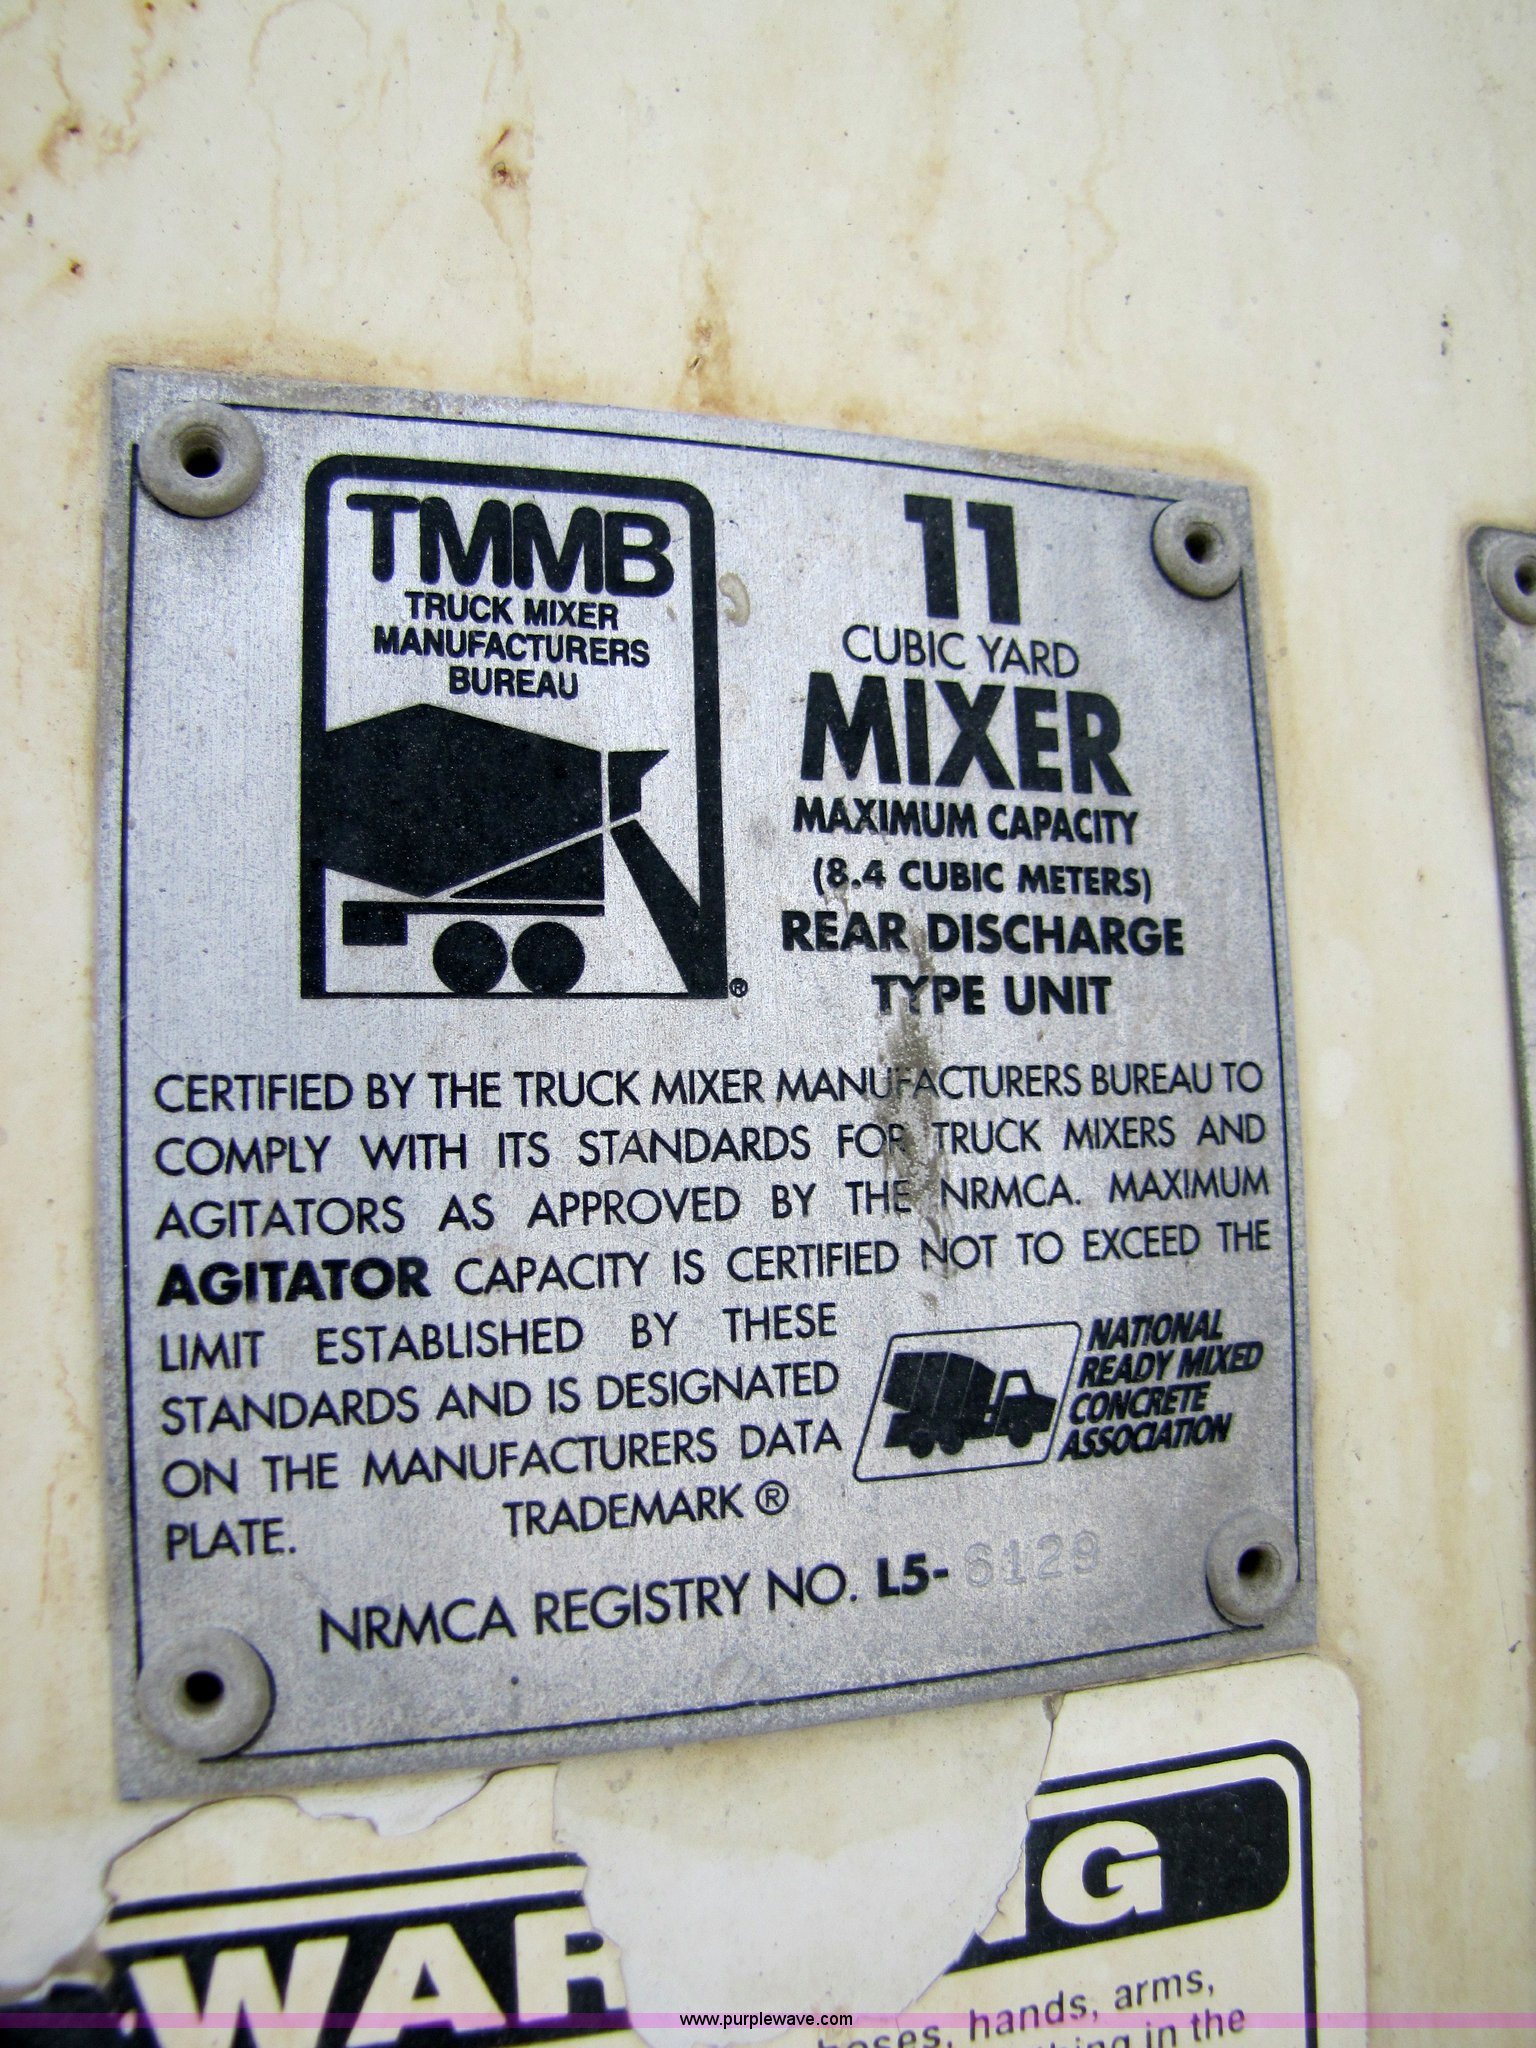 TMMB
TRUCK MIXER
MANUFACTURERS
BUREAU
®
11
CUBIC YARD
MIXER
MAXIMUM CAPACITY
(8.4 CUBIC METERS)
REAR DISCHARGE
TYPE UNIT
CERTIFIED BY THE TRUCK MIXER MANUFACTURERS BUREAU TO
COMPLY WITH ITS STANDARDS FOR TRUCK MIXERS AND
AGITATORS AS APPROVED BY THE NRMCA. MAXIMUM
AGITATOR CAPACITY IS CERTIFIED NOT TO EXCEED THE
LIMIT ESTABLISHED BY THESE
STANDARDS AND IS DESIGNATED
ON THE MANUFACTURERS DATA
PLATE.
TRADEMARK ®
NATIONAL
READY MIXED
CONCRETE
ASSOCIATION
NRMCA REGISTRY NO. L5-6129
WAR G
hands, arms,
in the
www.purplewave.com